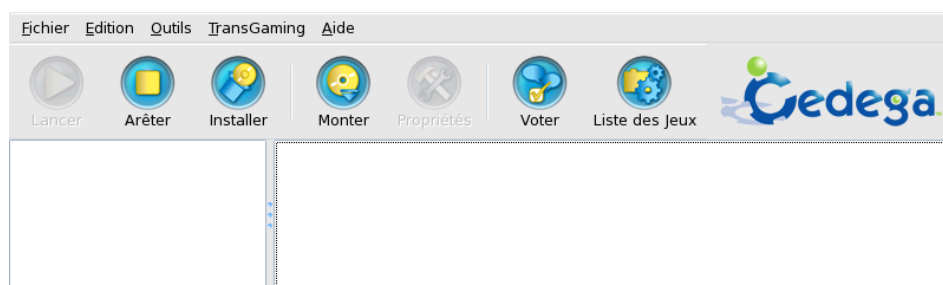 Fichier Edition Outils TransGaming Aide
Lancer Arêter Installer Monter Propriétés Voter Liste des Jeux
Cedega